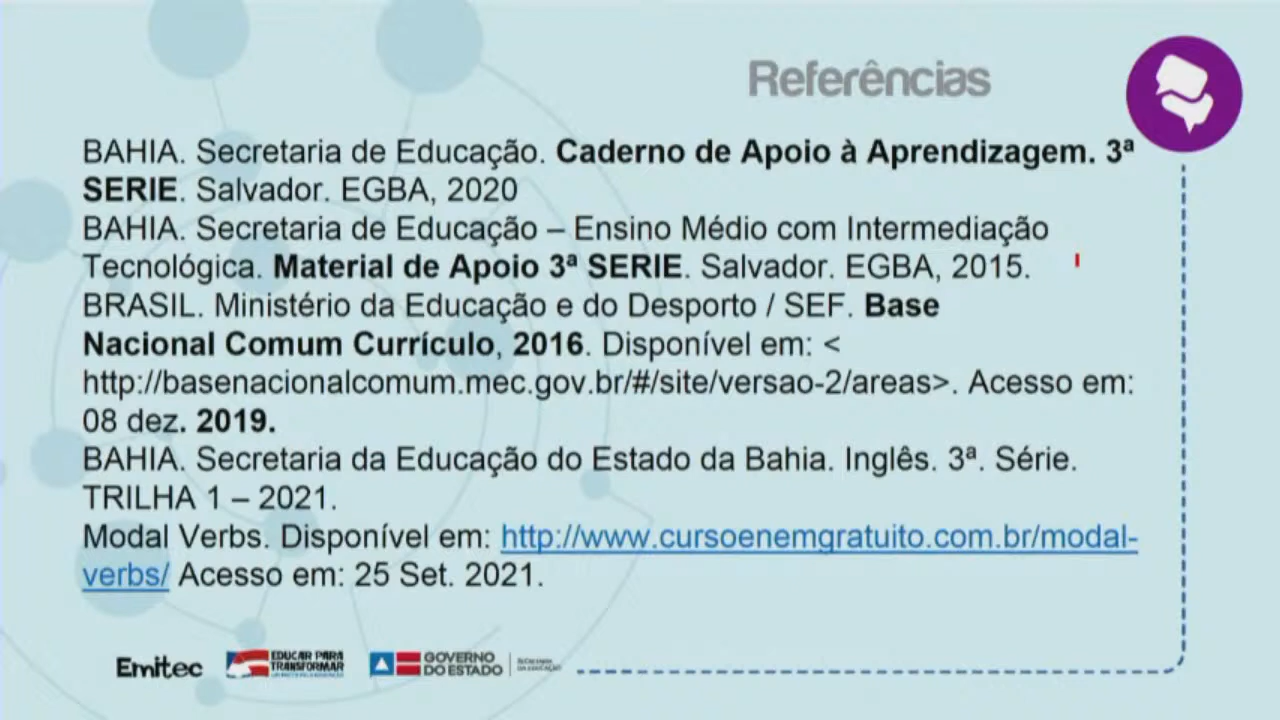 Referências
BAHIA. Secretaria de Educação. Caderno de Apoio à Aprendizagem. 3ª
SERIE. Salvador. EGBA, 2020
BAHIA. Secretaria de Educação – Ensino Médio com Intermediação
Tecnológica. Material de Apoio 3ª SERIE. Salvador. EGBA, 2015.
BRASIL. Ministério da Educação e do Desporto / SEF. Base
Nacional Comum Currículo, 2016. Disponível em: <
http://basenacionalcomum.mec.gov.br/#/site/versao-2/areas>. Acesso em:
08 dez. 2019.
BAHIA. Secretaria da Educação do Estado da Bahia. Inglês. 3ª. Série.
TRILHA 1 – 2021.
Modal Verbs. Disponível em: http://www.cursoenemgratuito.com.br/modal-
verbs/ Acesso em: 25 Set. 2021.
Emitec
EDUCAR PARA
TRANSFORMAR
GOVERNO
DO ESTADO
SECRETARIA
DA EDUCAÇÃO